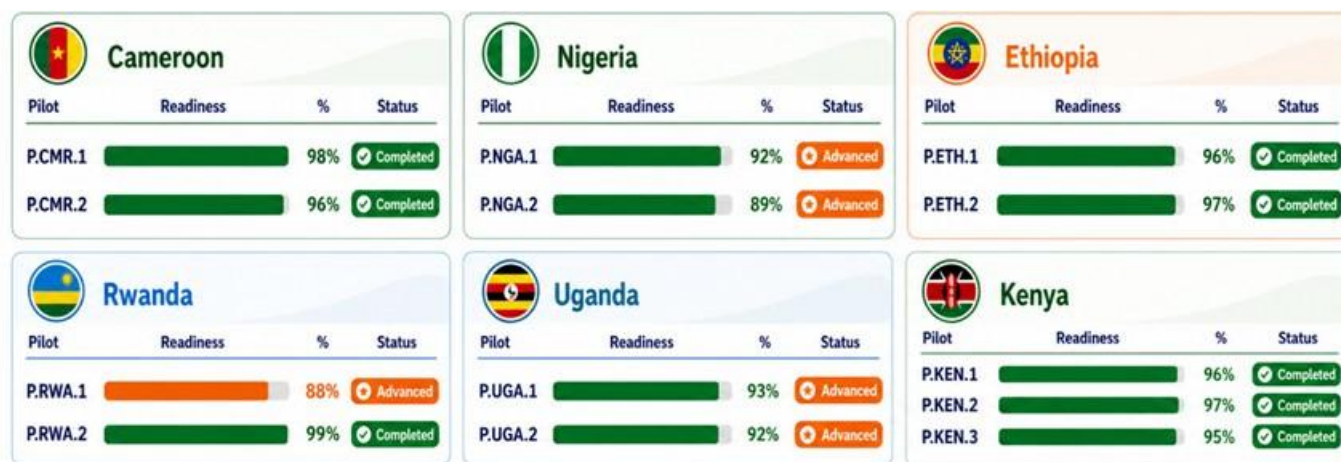 Cameroon
Pilot Readiness % Status
P.CMR.1 98% Completed
P.CMR.2 96% Completed
Nigeria
Pilot Readiness % Status
P.NGA.1 92% Advanced
P.NGA.2 89% Advanced
Ethiopia
Pilot Readiness % Status
P.ETH.1 96% Completed
P.ETH.2 97% Completed
Rwanda
Pilot Readiness % Status
P.RWA.1 88% Advanced
P.RWA.2 99% Completed
Uganda
Pilot Readiness % Status
P.UGA.1 93% Advanced
P.UGA.2 92% Advanced
Kenya
Pilot Readiness % Status
P.KEN.1 96% Completed
P.KEN.2 97% Completed
P.KEN.3 95% Completed